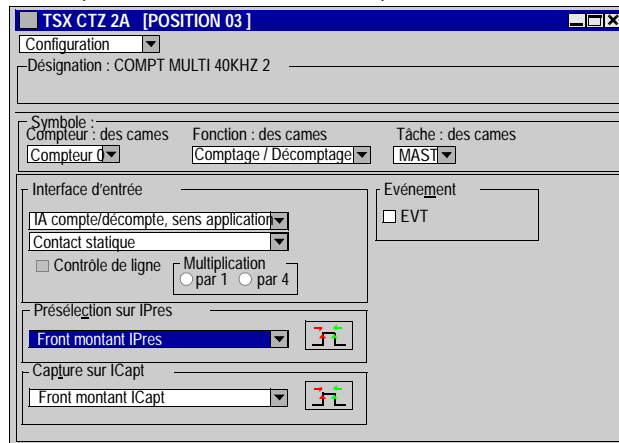 TSX CTZ 2A [POSITION 03 ]
Configuration
Désignation : COMPT MULTI 40KHZ 2
Symbole :
Compteur : des cames Fonction : des cames Tâche : des cames
Compteur 0 Comptage / Décomptage MAST
Interface d'entrée Evénement
IA compte/décompte, sens application EVT
Contact statique
Contrôle de ligne Multiplication
par 1 par 4
Présélection sur IPres
Front montant IPres
Capture sur ICapt
Front montant ICapt